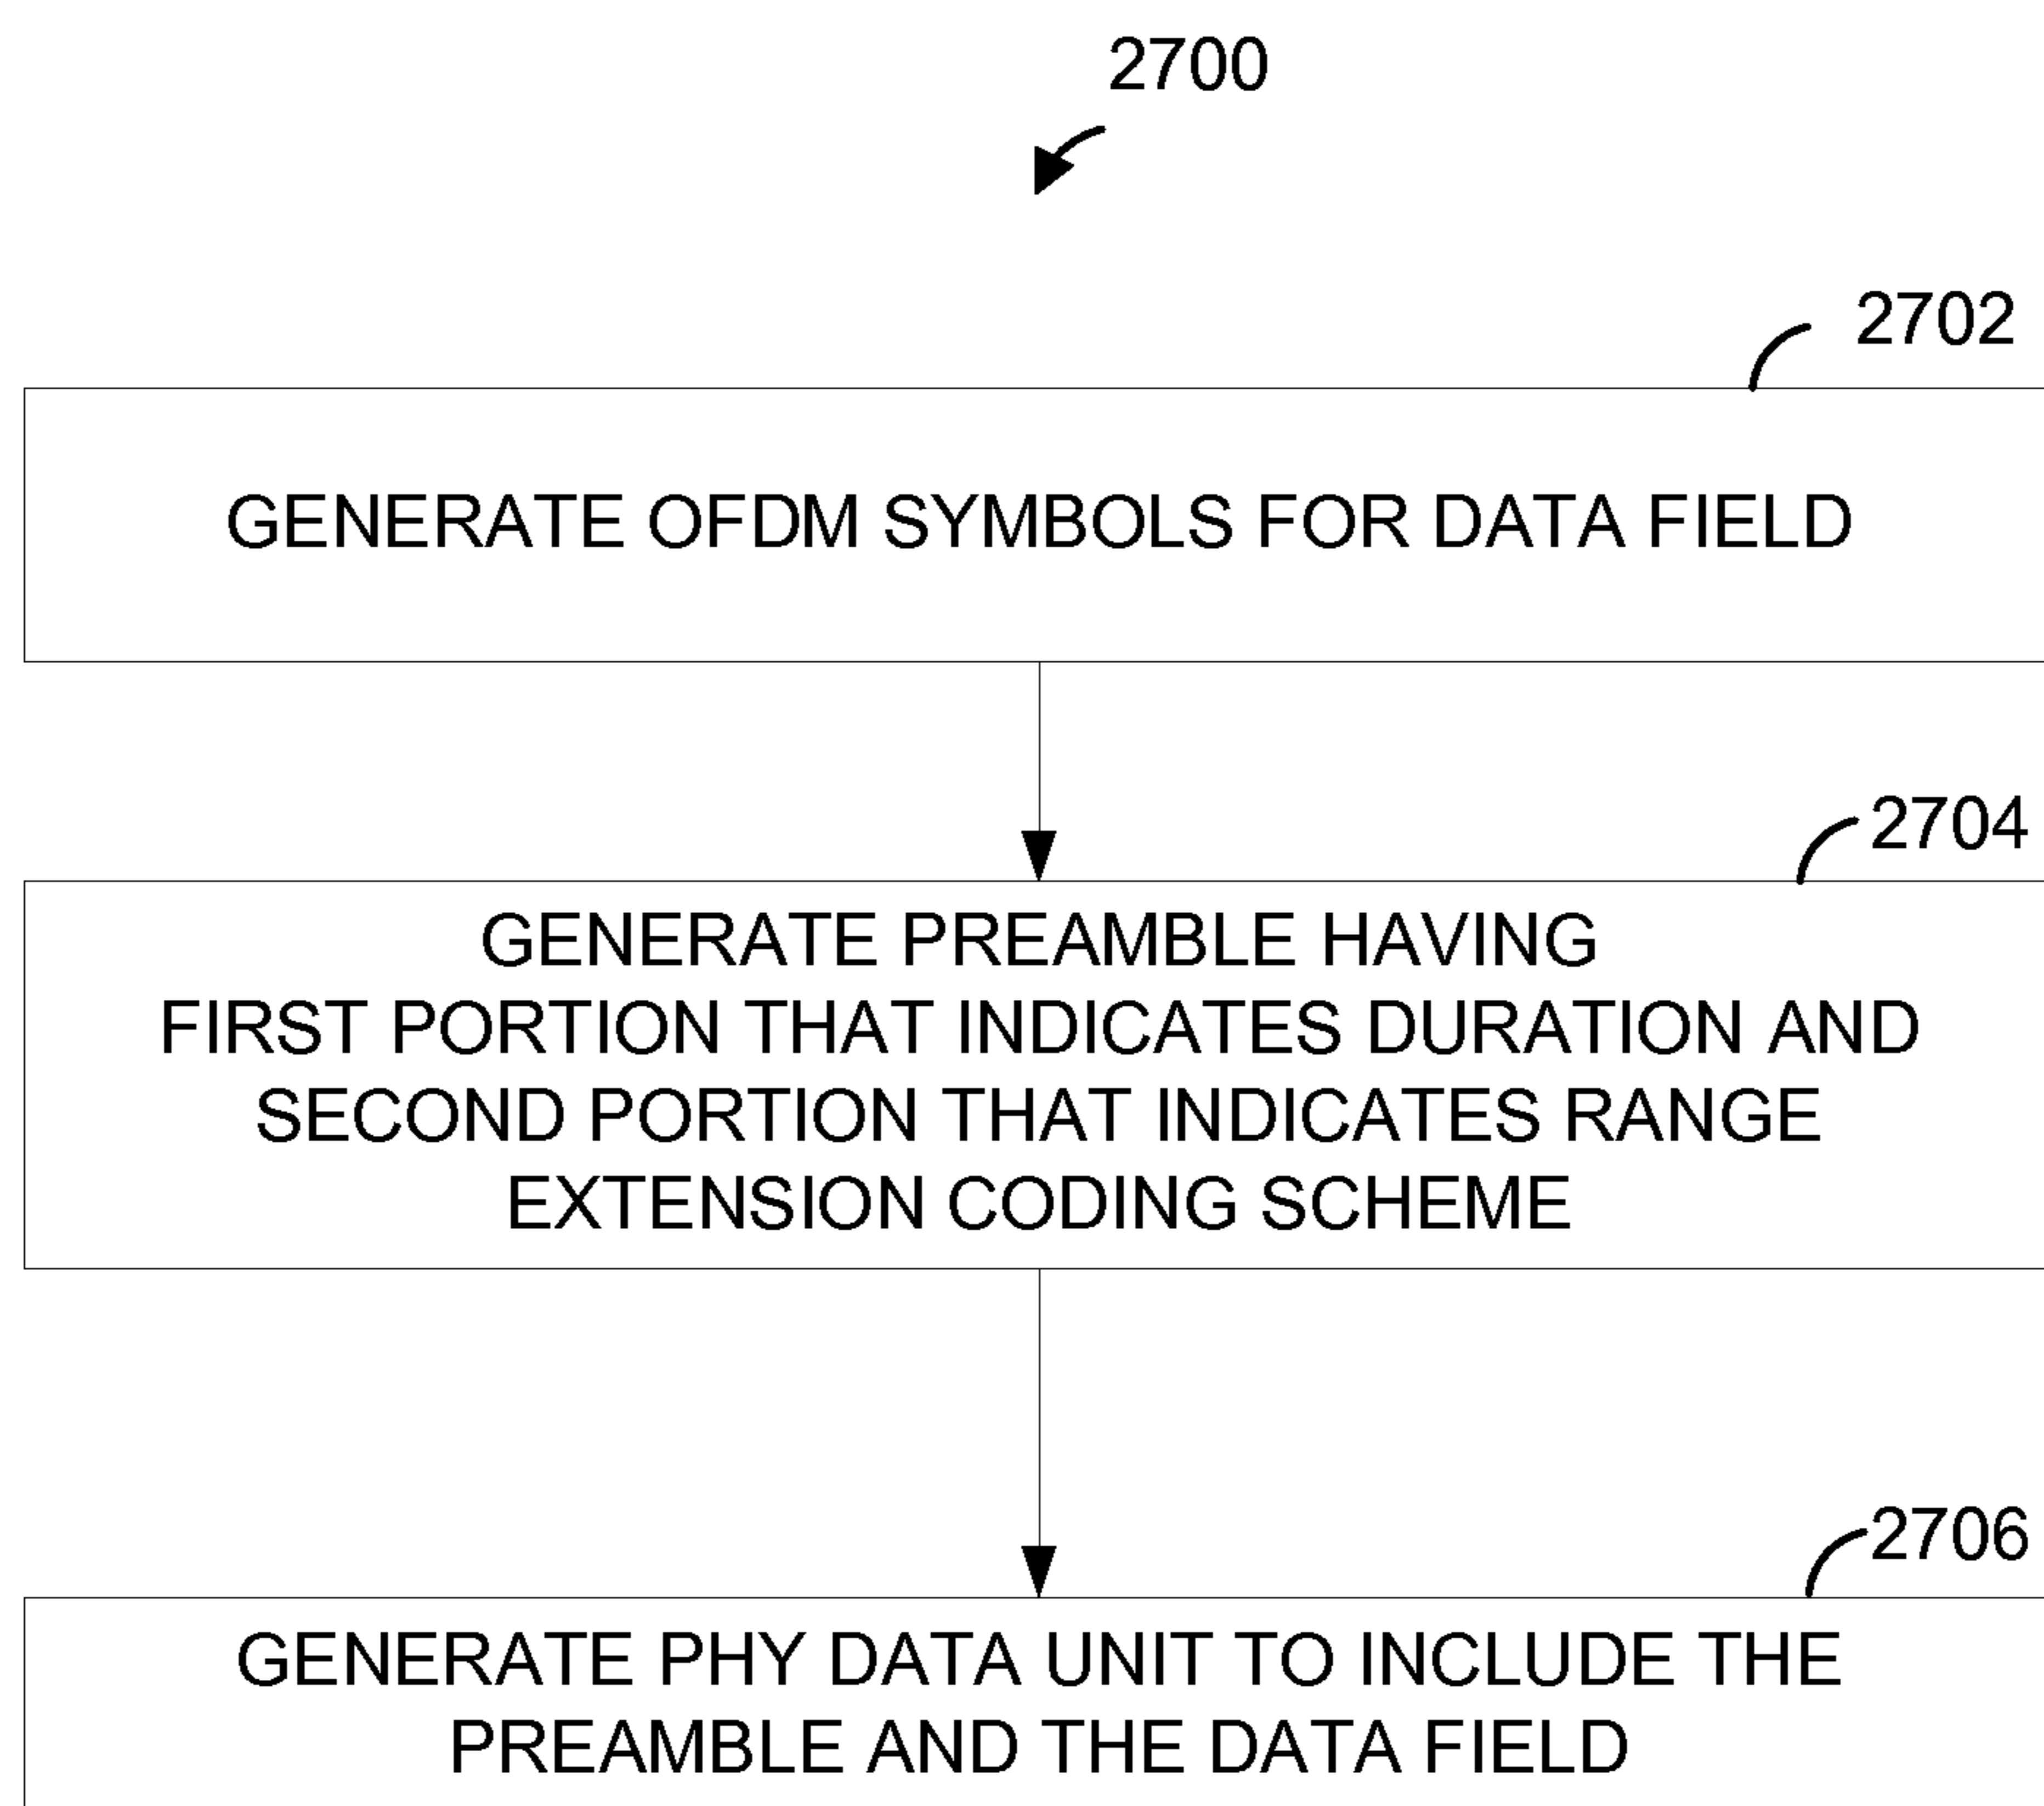 2700
2702
GENERATE OFDM SYMBOLS FOR DATA FIELD
2704
GENERATE PREAMBLE HAVING
FIRST PORTION THAT INDICATES DURATION AND
SECOND PORTION THAT INDICATES RANGE
EXTENSION CODING SCHEME
2706
GENERATE PHY DATA UNIT TO INCLUDE THE
PREAMBLE AND THE DATA FIELD